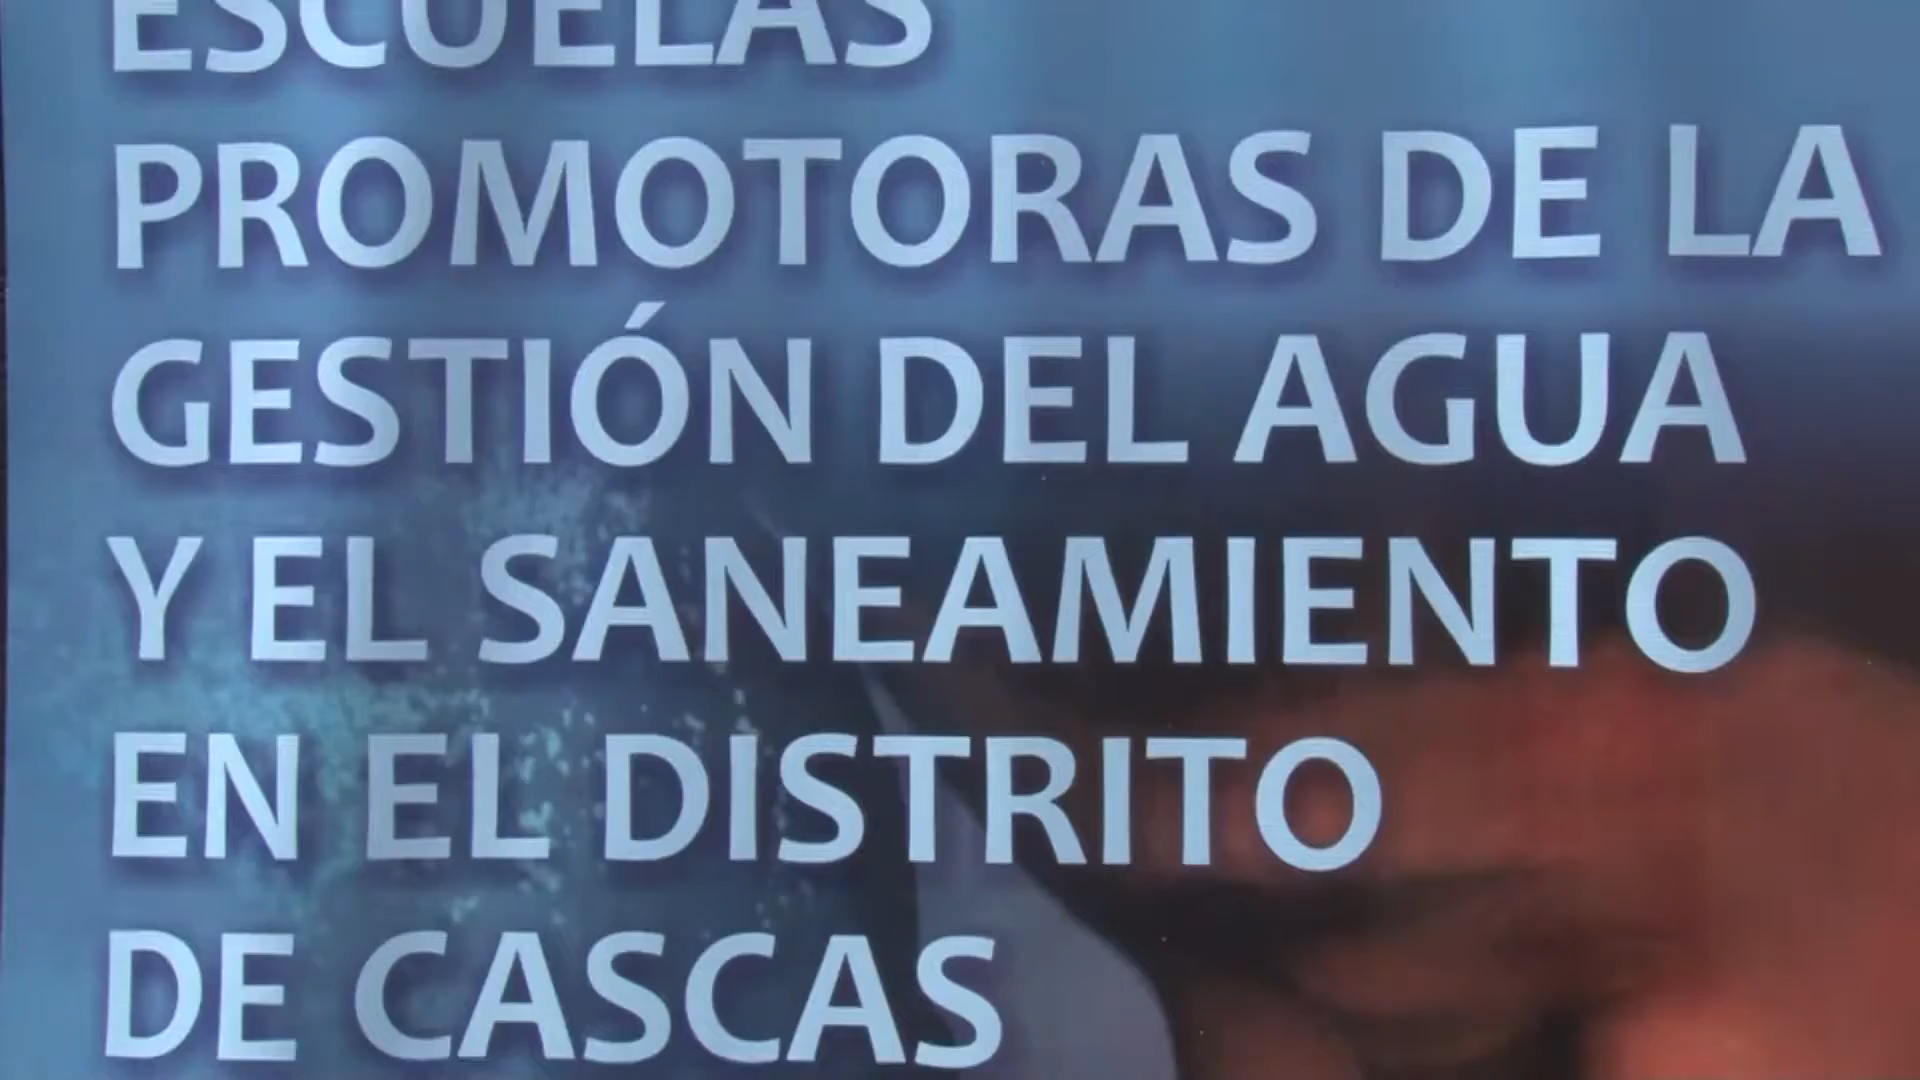 ESCUELAS
PROMOTORAS DE LA
GESTIÓN DEL AGUA
Y EL SANEAMIENTO
EN EL DISTRITO
DE CASCAS